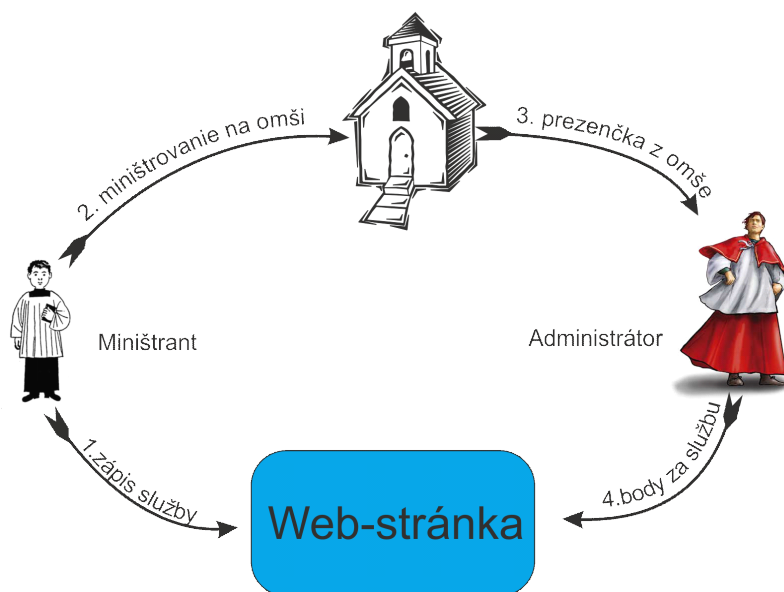 2. miništrovanie na omši
3. prezenčka z omše
Miništrant
Administrátor
1.zápis služby
4.body za službu
Web-stránka